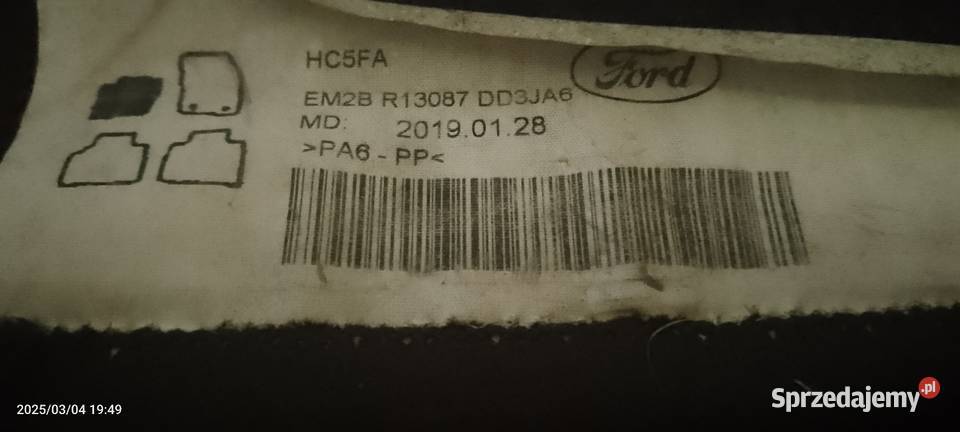 HC5FA
Ford
EM2B R13087 DD3JA6
MD: 2019.01.28
>PA6 - PP<
2025/03/04 19:49
Sprzedajemy.pl